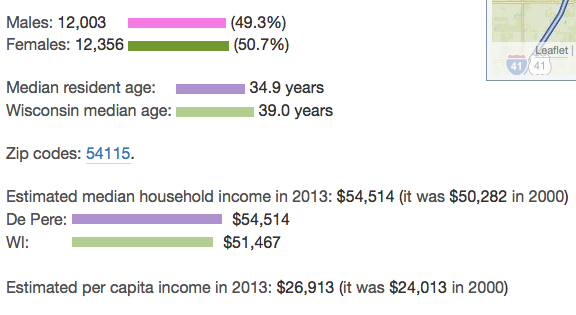 Males: 12,003 (49.3%)
Females: 12,356 (50.7%)
Leaflet |
41 41
Median resident age: 34.9 years
Wisconsin median age: 39.0 years
Zip codes: 54115.
Estimated median household income in 2013: $54,514 (it was $50,282 in 2000)
De Pere: $54,514
WI: $51,467
Estimated per capita income in 2013: $26,913 (it was $24,013 in 2000)